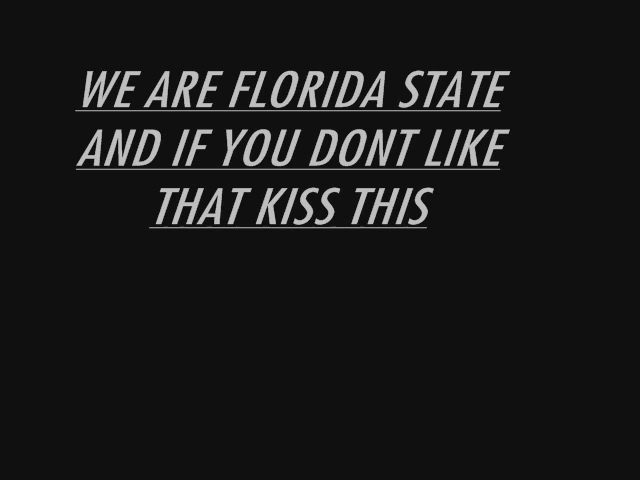 WE ARE FLORIDA STATE
AND IF YOU DONT LIKE
THAT KISS THIS